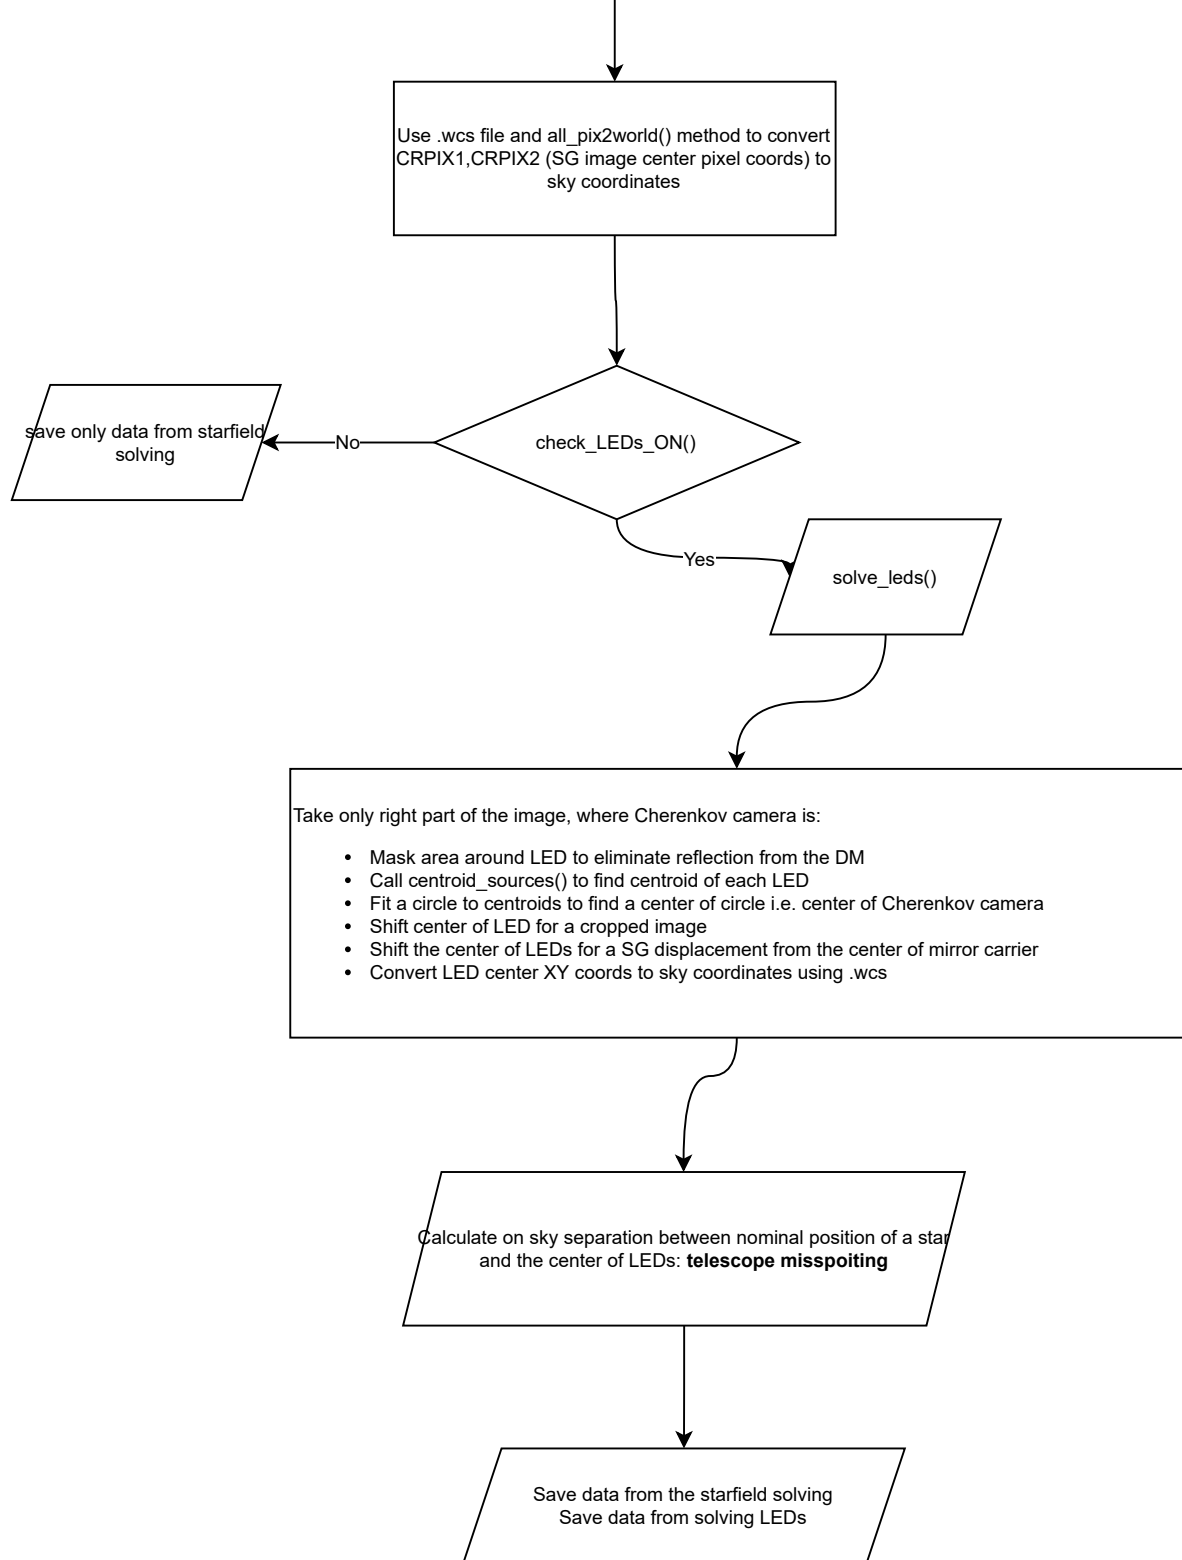 Use .wcs file and all_pix2world() method to convert
CRPIX1,CRPIX2 (SG image center pixel coords) to
sky coordinates
save only data from starfield
solving
No
check_LEDs_ON()
Yes
solve_leds()
Take only right part of the image, where Cherenkov camera is:
• Mask area around LED to eliminate reflection from the DM
• Call centroid_sources() to find centroid of each LED
• Fit a circle to centroids to find a center of circle i.e. center of Cherenkov camera
• Shift center of LED for a cropped image
• Shift the center of LEDs for a SG displacement from the center of mirror carrier
• Convert LED center XY coords to sky coordinates using .wcs
Calculate on sky separation between nominal position of a star
and the center of LEDs: telescope misspoiting
Save data from the starfield solving
Save data from solving LEDs